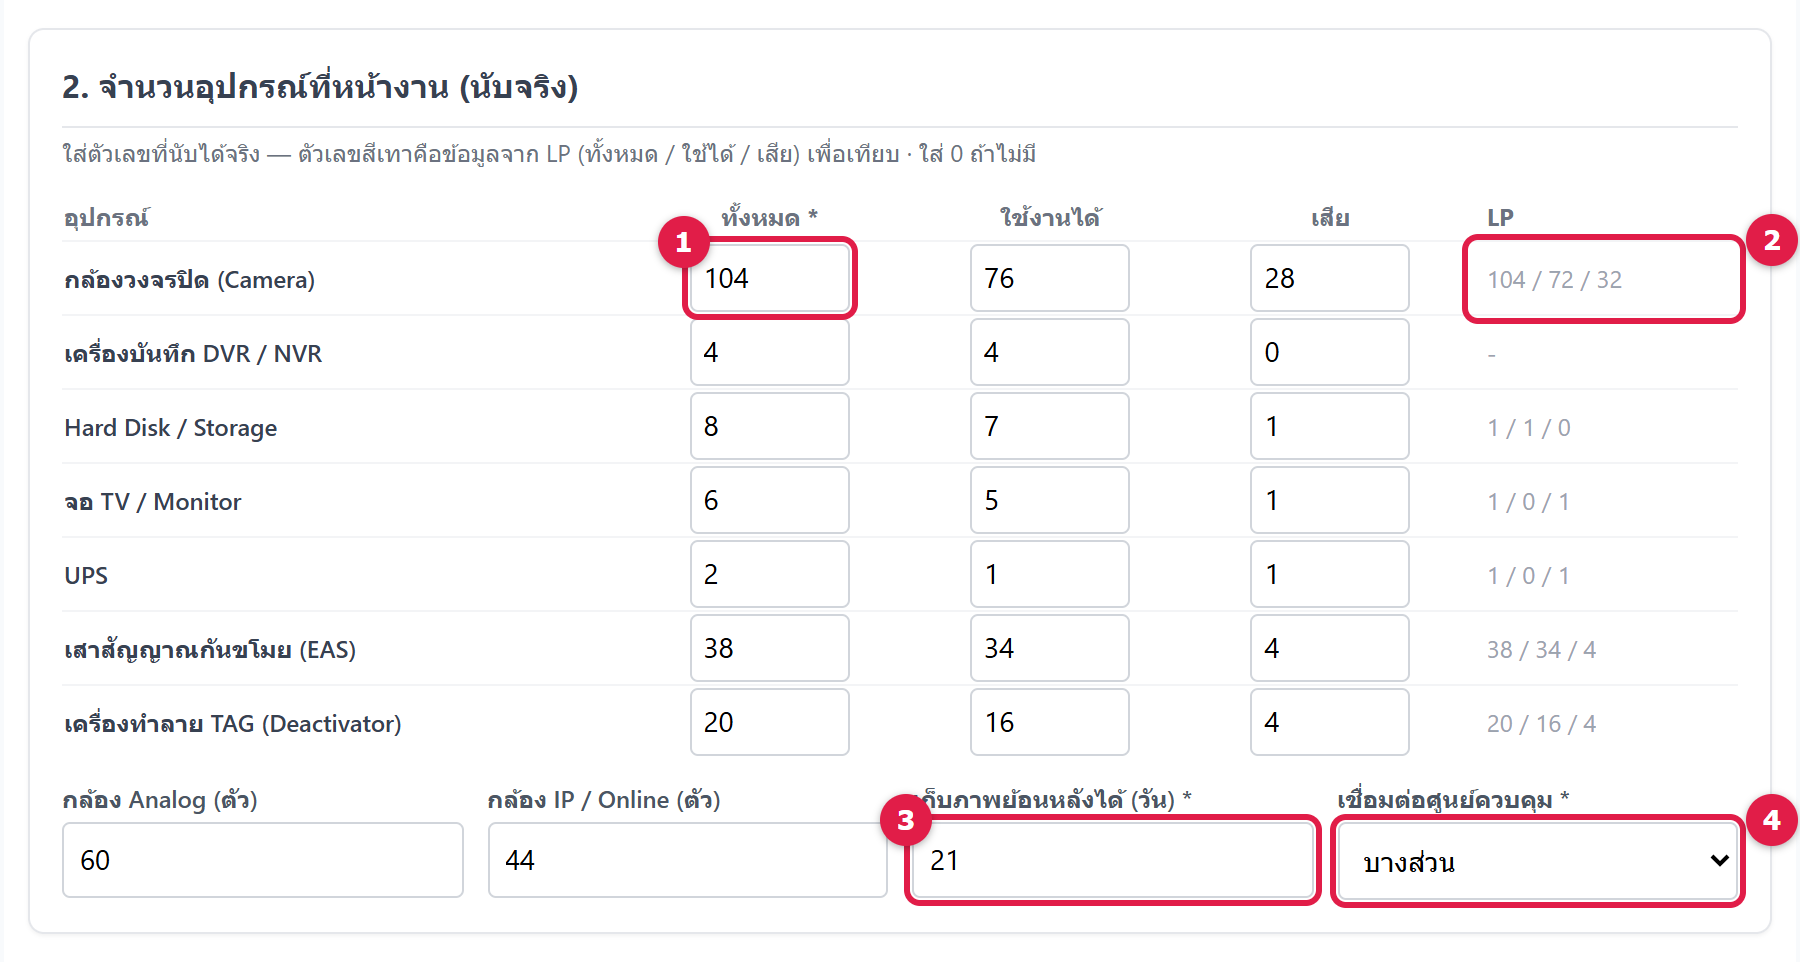 2. จำนวนอุปกรณ์ที่หน้างาน (นับจริง)
ใส่ตัวเลขที่นับได้จริง — ตัวเลขสีเทาคือข้อมูลจาก LP (ทั้งหมด / ใช้ได้ / เสีย) เพื่อเทียบ · ใส่ 0 ถ้าไม่มี
อุปกรณ์ ทั้งหมด * ใช้งานได้ เสีย LP
1 2
กล้องวงจรปิด (Camera) 104 76 28 104 / 72 / 32
เครื่องบันทึก DVR / NVR 4 4 0 -
Hard Disk / Storage 8 7 1 1 / 1 / 0
จอ TV / Monitor 6 5 1 1 / 0 / 1
UPS 2 1 1 1 / 0 / 1
เสาสัญญาณกันขโมย (EAS) 38 34 4 38 / 34 / 4
เครื่องทำลาย TAG (Deactivator) 20 16 4 20 / 16 / 4
กล้อง Analog (ตัว) กล้อง IP / Online (ตัว) เก็บภาพย้อนหลังได้ (วัน) * เชื่อมต่อศูนย์ควบคุม *
3 4
60 44 21 บางส่วน